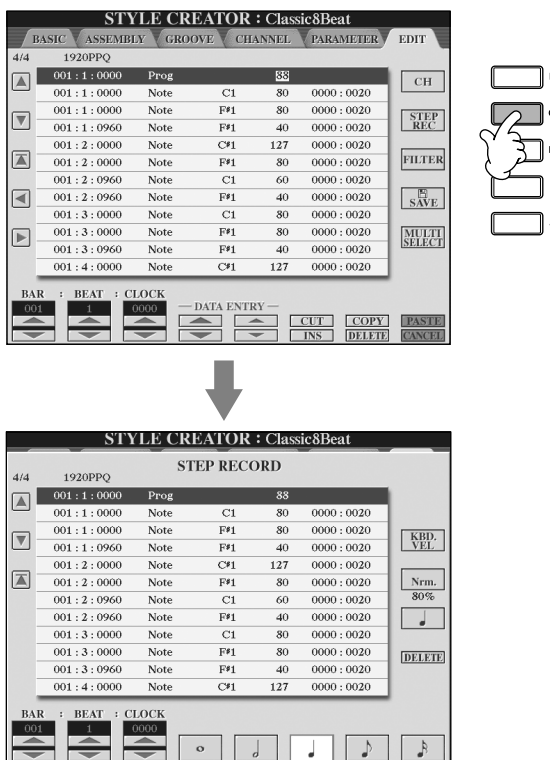 STYLE CREATOR : Classic8Beat
BASIC ASSEMBLY GROOVE CHANNEL PARAMETER EDIT
4/4 1920PPQ
001 : 1 : 0000 Prog 88
001 : 1 : 0000 Note C1 80 0000 : 0020
001 : 1 : 0000 Note F#1 80 0000 : 0020
001 : 1 : 0960 Note F#1 40 0000 : 0020
001 : 2 : 0000 Note C#1 127 0000 : 0020
001 : 2 : 0000 Note F#1 80 0000 : 0020
001 : 2 : 0960 Note C1 60 0000 : 0020
001 : 2 : 0960 Note F#1 40 0000 : 0020
001 : 3 : 0000 Note C1 80 0000 : 0020
001 : 3 : 0000 Note F#1 80 0000 : 0020
001 : 3 : 0960 Note F#1 40 0000 : 0020
001 : 4 : 0000 Note C#1 127 0000 : 0020
CH
STEP
REC
FILTER
SAVE
MULTI
SELECT
BAR : BEAT : CLOCK
001 1 0000
DATA ENTRY
CUT COPY PASTE
INS DELETE CANCEL
STYLE CREATOR : Classic8Beat
STEP RECORD
4/4 1920PPQ
001 : 1 : 0000 Prog 88
001 : 1 : 0000 Note C1 80 0000 : 0020
001 : 1 : 0000 Note F#1 80 0000 : 0020
001 : 1 : 0960 Note F#1 40 0000 : 0020
001 : 2 : 0000 Note C#1 127 0000 : 0020
001 : 2 : 0000 Note F#1 80 0000 : 0020
001 : 2 : 0960 Note C1 60 0000 : 0020
001 : 2 : 0960 Note F#1 40 0000 : 0020
001 : 3 : 0000 Note C1 80 0000 : 0020
001 : 3 : 0000 Note F#1 80 0000 : 0020
001 : 3 : 0960 Note F#1 40 0000 : 0020
001 : 4 : 0000 Note C#1 127 0000 : 0020
KBD.
VEL
Nrm.
80%
DELETE
BAR : BEAT : CLOCK
001 1 0000